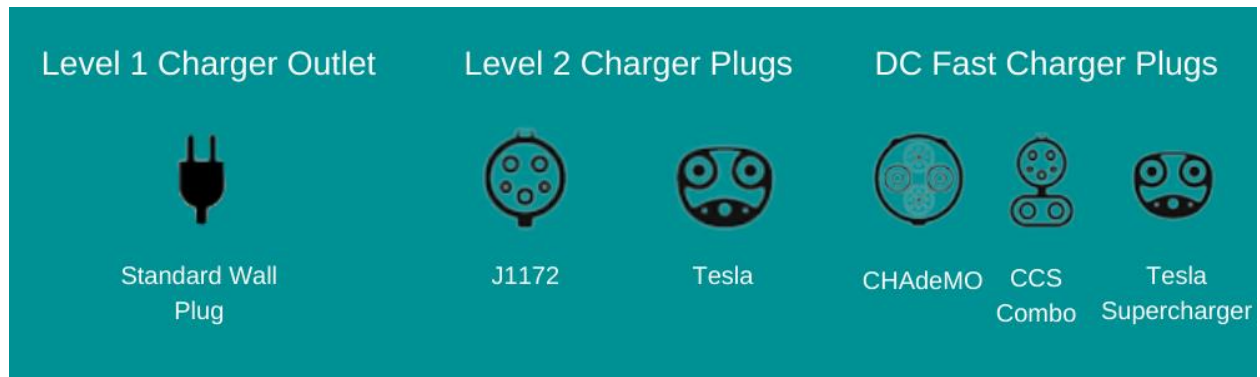 Level 1 Charger Outlet
Level 2 Charger Plugs
DC Fast Charger Plugs
Standard Wall
Plug
J1172
Tesla
CHAdeMO
CCS
Combo
Tesla
Supercharger